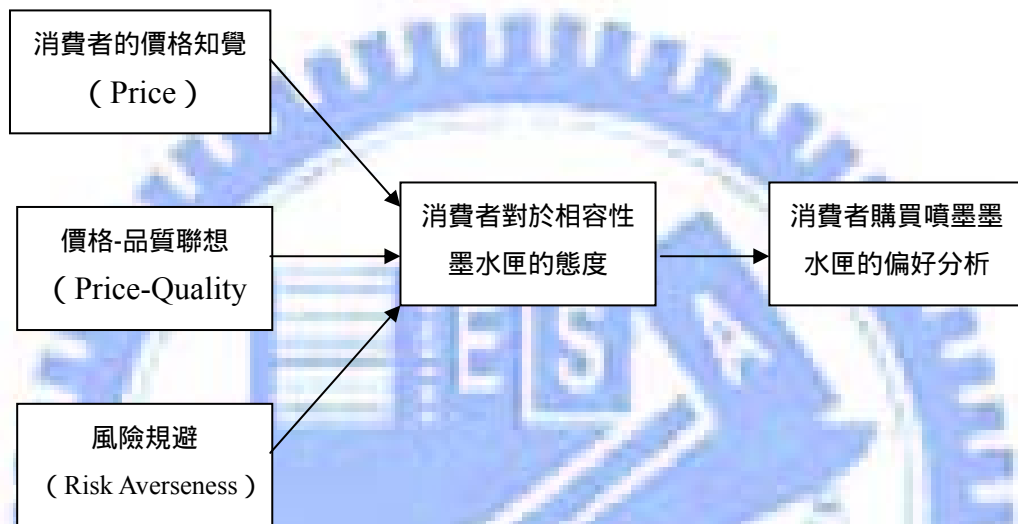 消費者的價格知覺
（Price）
價格-品質聯想
（Price-Quality
風險規避
（Risk Averseness）
消費者對於相容性
墨水匣的態度
消費者購買噴墨墨
水匣的偏好分析
E S A